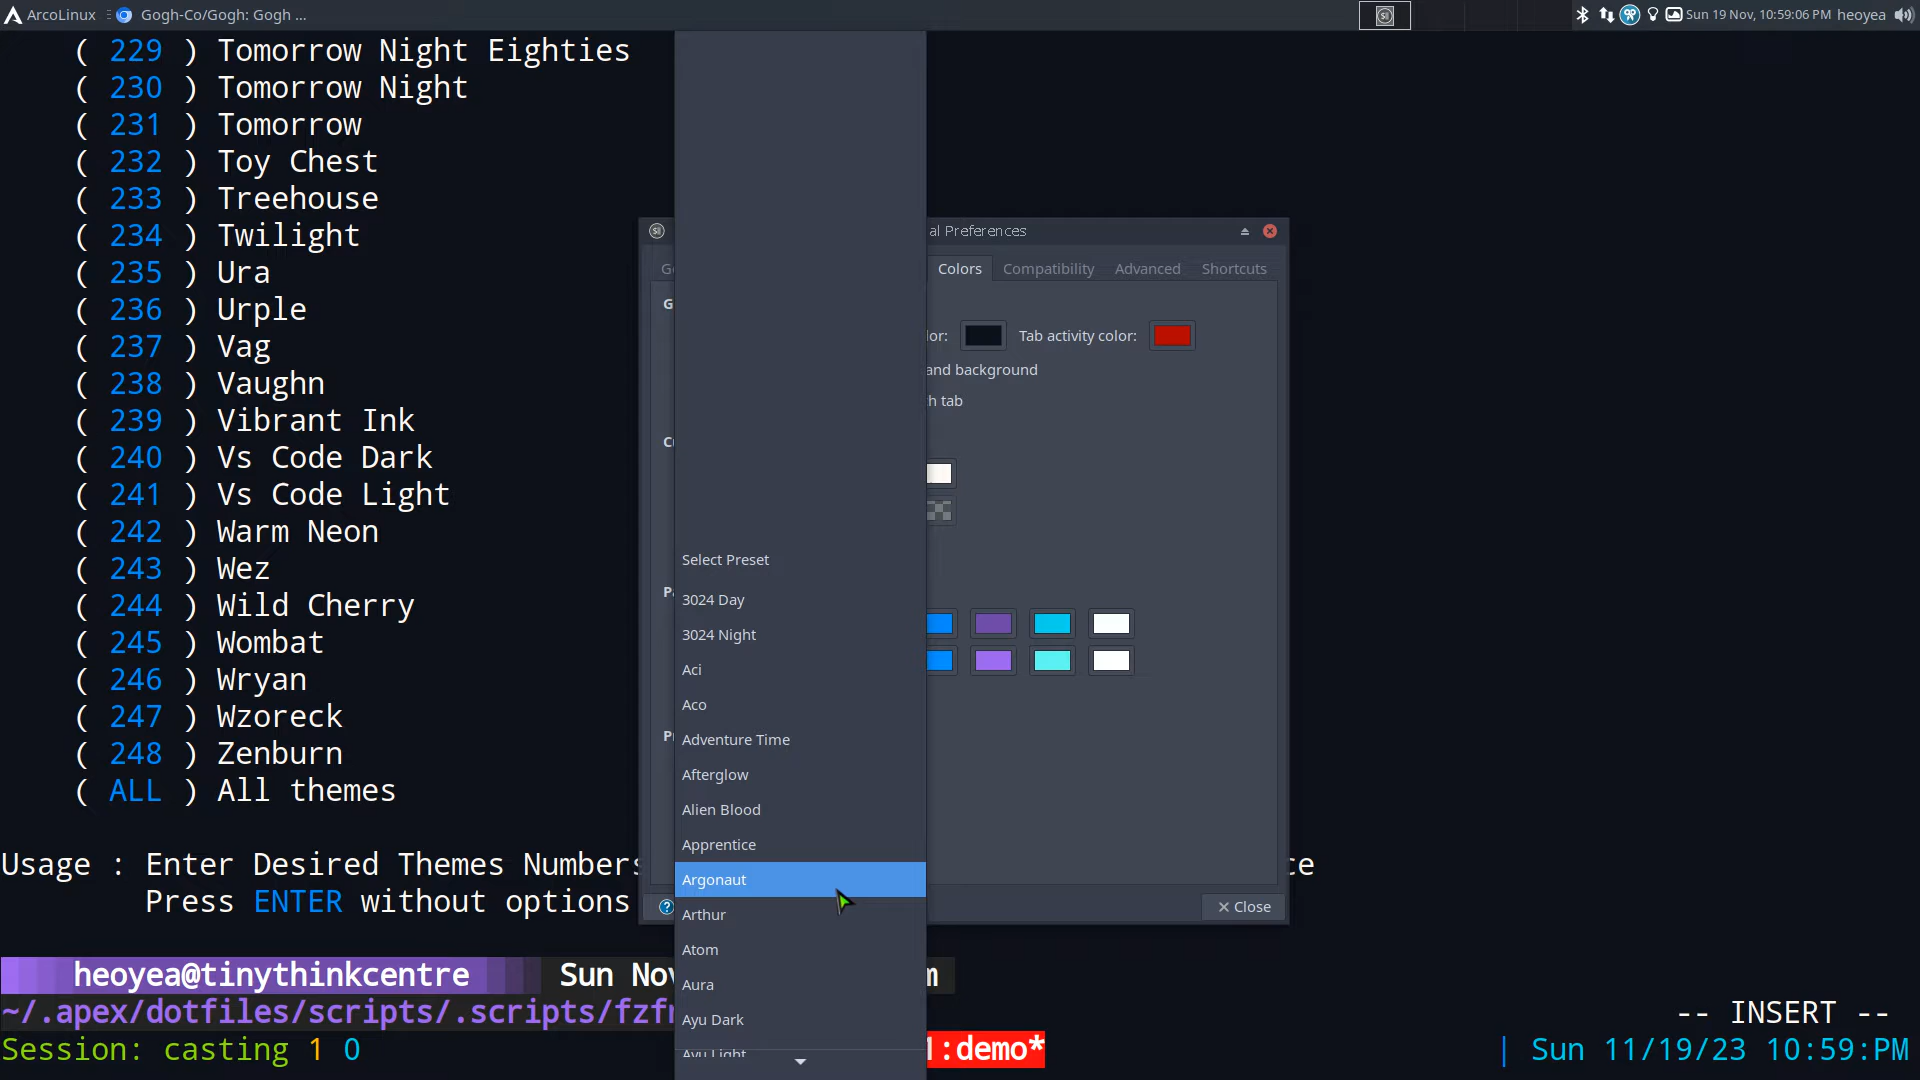 ArcoLinux
Gogh-Co/Gogh: Gogh ...
Sun 19 Nov, 10:59:06 PM
heoyea
( 229 ) Tomorrow Night Eighties
( 230 ) Tomorrow Night
( 231 ) Tomorrow
( 232 ) Toy Chest
( 233 ) Treehouse
( 234 ) Twilight
( 235 ) Ura
( 236 ) Urple
( 237 ) Vag
( 238 ) Vaughn
( 239 ) Vibrant Ink
( 240 ) Vs Code Dark
( 241 ) Vs Code Light
( 242 ) Warm Neon
( 243 ) Wez
( 244 ) Wild Cherry
( 245 ) Wombat
( 246 ) Wryan
( 247 ) Wzoreck
( 248 ) Zenburn
( ALL ) All themes
Usage : Enter Desired Themes Numbers
Press ENTER without options
Select Preset
3024 Day
3024 Night
Aci
Aco
Adventure Time
Afterglow
Alien Blood
Apprentice
Argonaut
Arthur
Atom
Aura
Ayu Dark
Ayu Light
al Preferences
Colors
Compatibility
Advanced
Shortcuts
lor:
Tab activity color:
and background
h tab
Close
ce
heoyea@tinythinkcentre
Sun Nov
m
~/.apex/dotfiles/scripts/.scripts/fzf
-- INSERT --
Session: casting 1 0
1:demo*
| Sun 11/19/23 10:59:PM